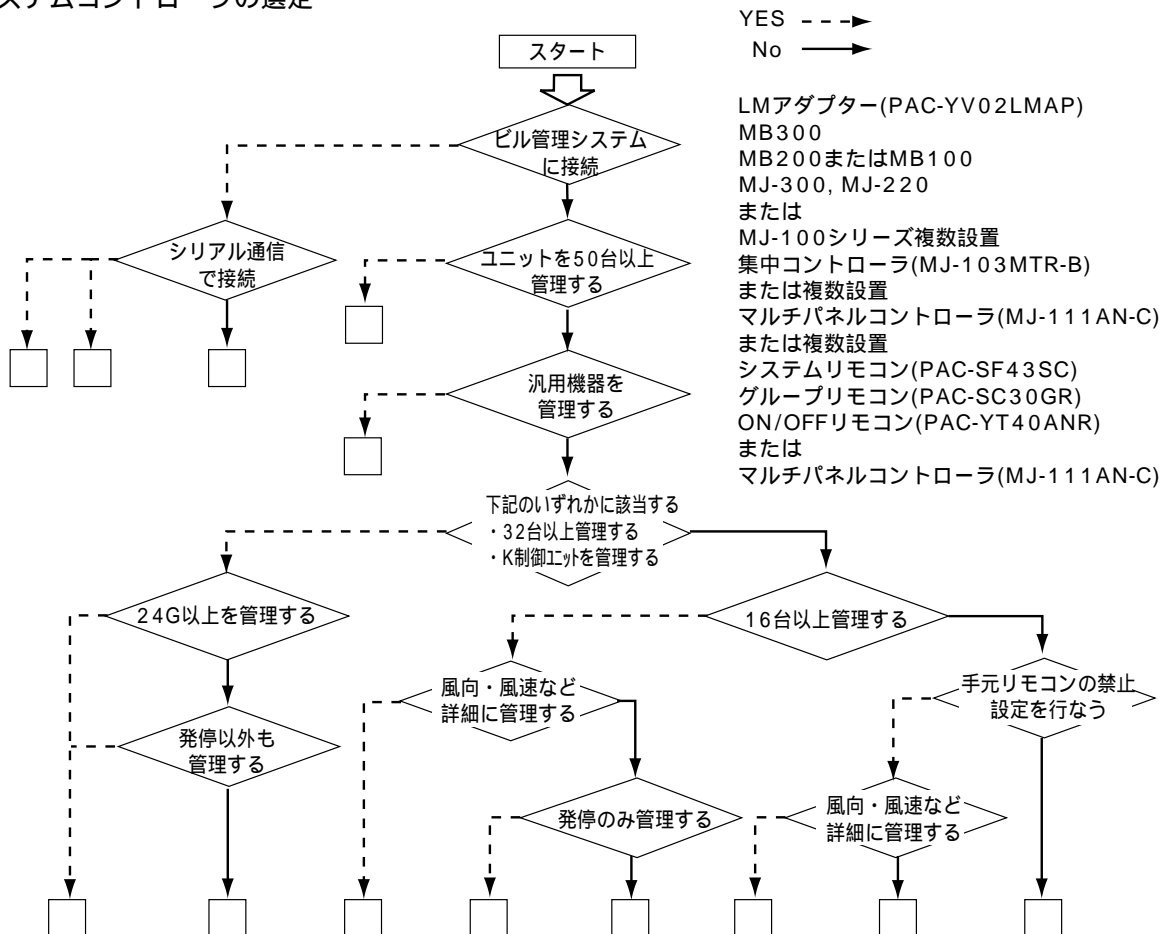 ステムコントローラの選定
YES
No
スタート
LMアダプター(PAC-YV02LMAP)
MB300
MB200またはMB100
MJ-300, MJ-220
または
MJ-100シリーズ複数設置
集中コントローラ(MJ-103MTR-B)
または複数設置
マルチパネルコントローラ(MJ-111AN-C)
または複数設置
システムリモコン(PAC-SF43SC)
グループリモコン(PAC-SC30GR)
ON/OFFリモコン(PAC-YT40ANR)
または
マルチパネルコントローラ(MJ-111AN-C)
ビル管理システム
に接続
シリアル通信
で接続
ユニットを50台以上
管理する
汎用機器を
管理する
下記のいずれかに該当する
・32台以上管理する
・K制御ユニットを管理する
24G以上を管理する
16台以上管理する
風向・風速など
詳細に管理する
手元リモコンの禁止
設定を行なう
発停以外も
管理する
発停のみ管理する
風向・風速など
詳細に管理する